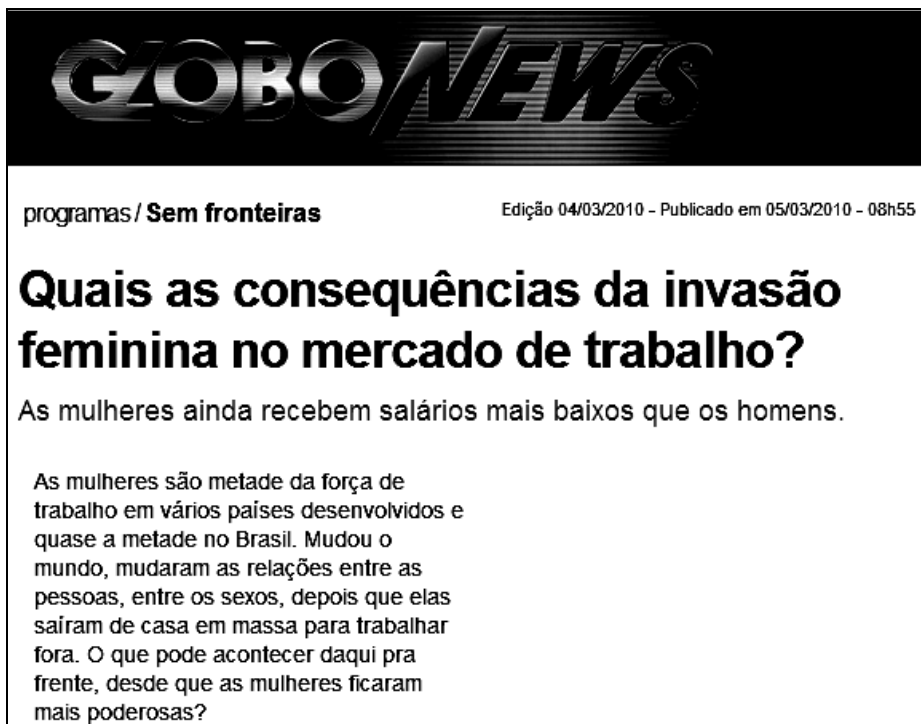 GLOBO NEWS
programas / Sem fronteiras
Edição 04/03/2010 - Publicado em 05/03/2010 - 08h55
Quais as consequências da invasão
feminina no mercado de trabalho?
As mulheres ainda recebem salários mais baixos que os homens.
As mulheres são metade da força de
trabalho em vários países desenvolvidos e
quase a metade no Brasil. Mudou o
mundo, mudaram as relações entre as
pessoas, entre os sexos, depois que elas
saíram de casa em massa para trabalhar
fora. O que pode acontecer daqui pra
frente, desde que as mulheres ficaram
mais poderosas?